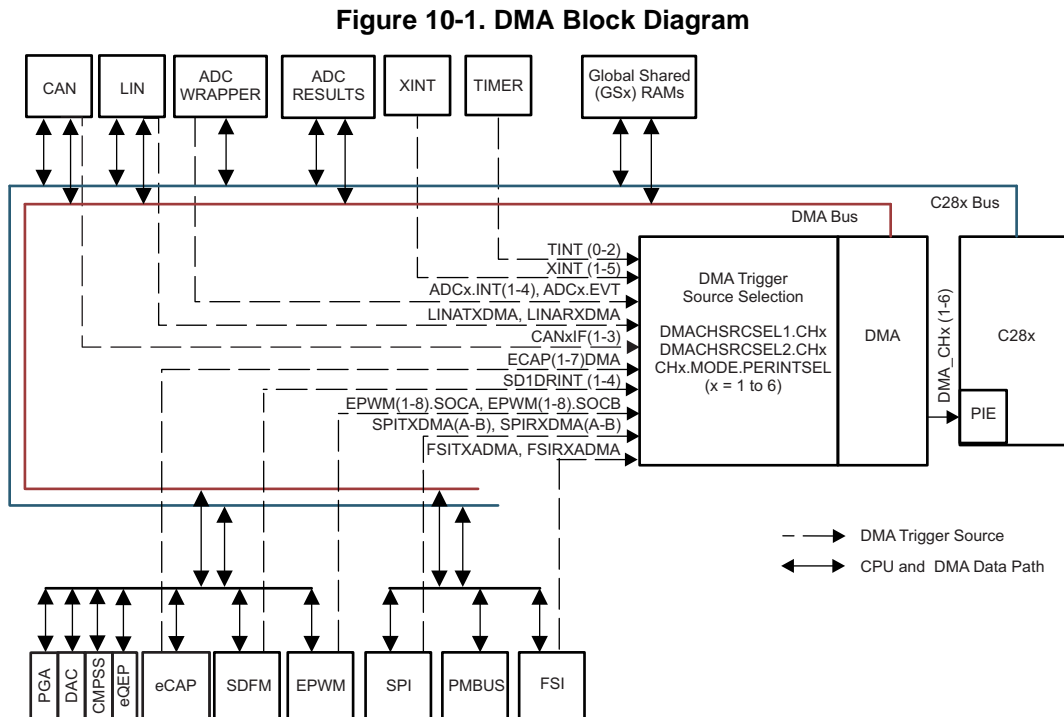 Figure 10-1. DMA Block Diagram
CAN
LIN
ADC
WRAPPER
ADC
RESULTS
XINT
TIMER
Global Shared
(GSx) RAMs
C28x Bus
DMA Bus
TINT (0-2)
XINT (1-5)
ADCx.INT(1-4), ADCx.EVT
LINATXDMA, LINARXDMA
CANxIF(1-3)
ECAP(1-7)DMA
SD1DRINT (1-4)
EPWM(1-8).SOCA, EPWM(1-8).SOCB
SPITXDMA(A-B), SPIRXDMA(A-B)
FSITXADMA, FSIRXADMA
DMA Trigger
Source Selection
DMACHSRCSEL1.CHx
DMACHSRCSEL2.CHx
CHx.MODE.PERINTSEL
(x = 1 to 6)
DMA
DMA_CHx (1-6)
C28x
PIE
DMA Trigger Source
CPU and DMA Data Path
PGA
DAC
CMPSS
eQEP
eCAP
SDFM
EPWM
SPI
PMBUS
FSI